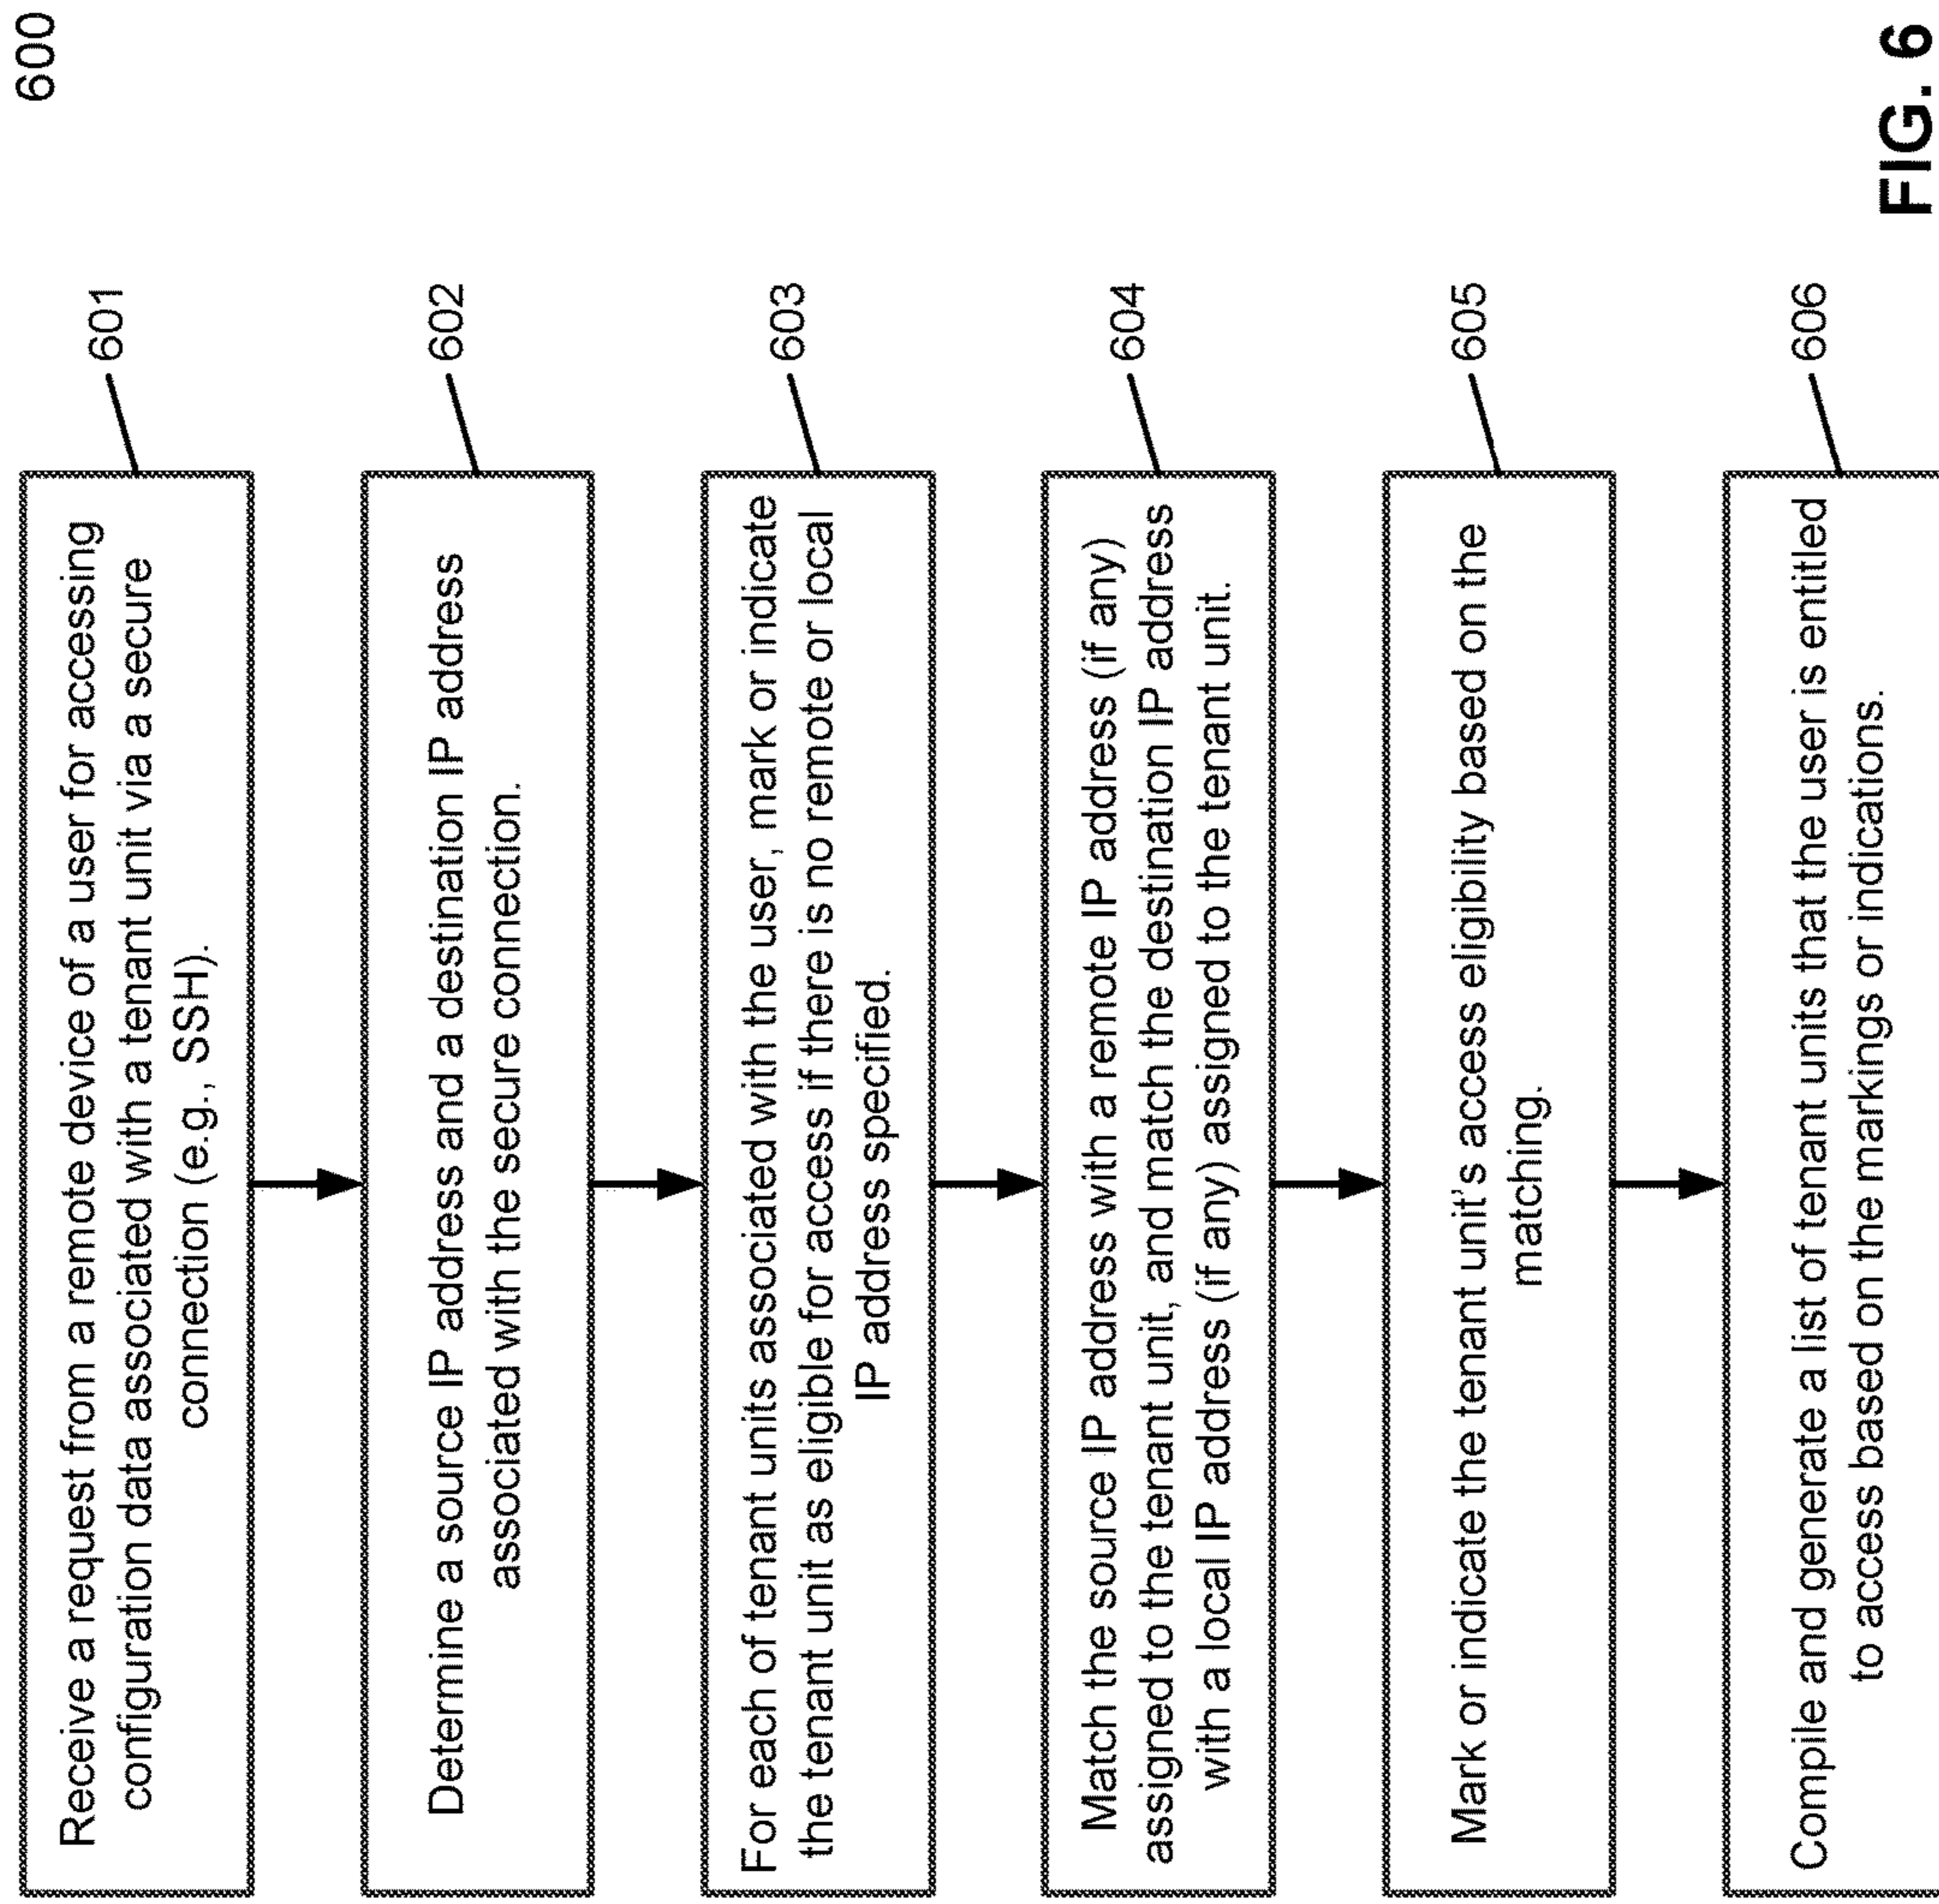 600
Receive a request from a remote device of a user for accessing
configuration data associated with a tenant unit via a secure
connection (e.g., SSH).
601
Determine a source IP address and a destination IP address
associated with the secure connection.
602
For each of tenant units associated with the user, mark or indicate
the tenant unit as eligible for access if there is no remote or local
IP address specified.
603
Match the source IP address with a remote IP address (if any)
assigned to the tenant unit, and match the destination IP address
with a local IP address (if any) assigned to the tenant unit.
604
Mark or indicate the tenant unit's access eligibility based on the
matching.
605
Compile and generate a list of tenant units that the user is entitled
to access based on the markings or indications.
606
FIG. 6